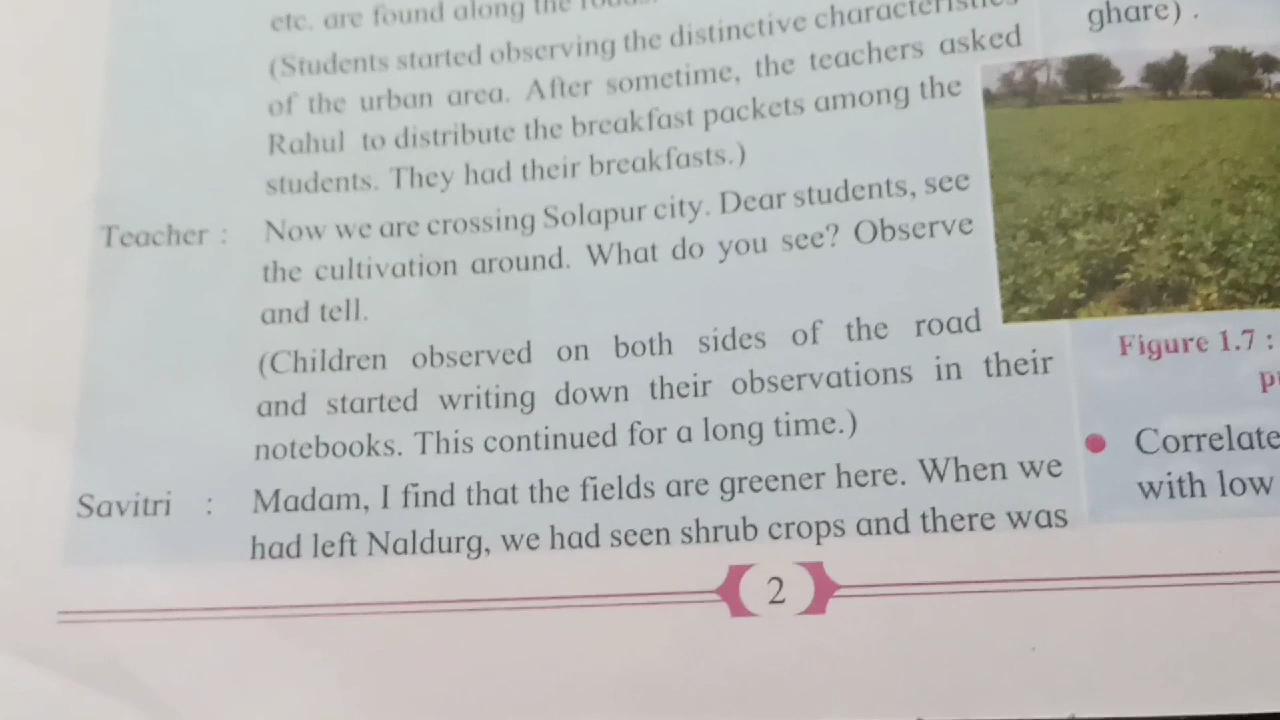 etc. are found along the
(Students started observing the distinctive characteristics
of the urban area. After sometime, the teachers asked
Rahul to distribute the breakfast packets among the
students. They had their breakfasts.)
Teacher : Now we are crossing Solapur city. Dear students, see
the cultivation around. What do you see? Observe
and tell.
(Children observed on both sides of the road
and started writing down their observations in their
notebooks. This continued for a long time.)
Savitri : Madam, I find that the fields are greener here. When we
had left Naldurg, we had seen shrub crops and there was
ghare) .
Figure 1.7 :
• Correlate
with low
2